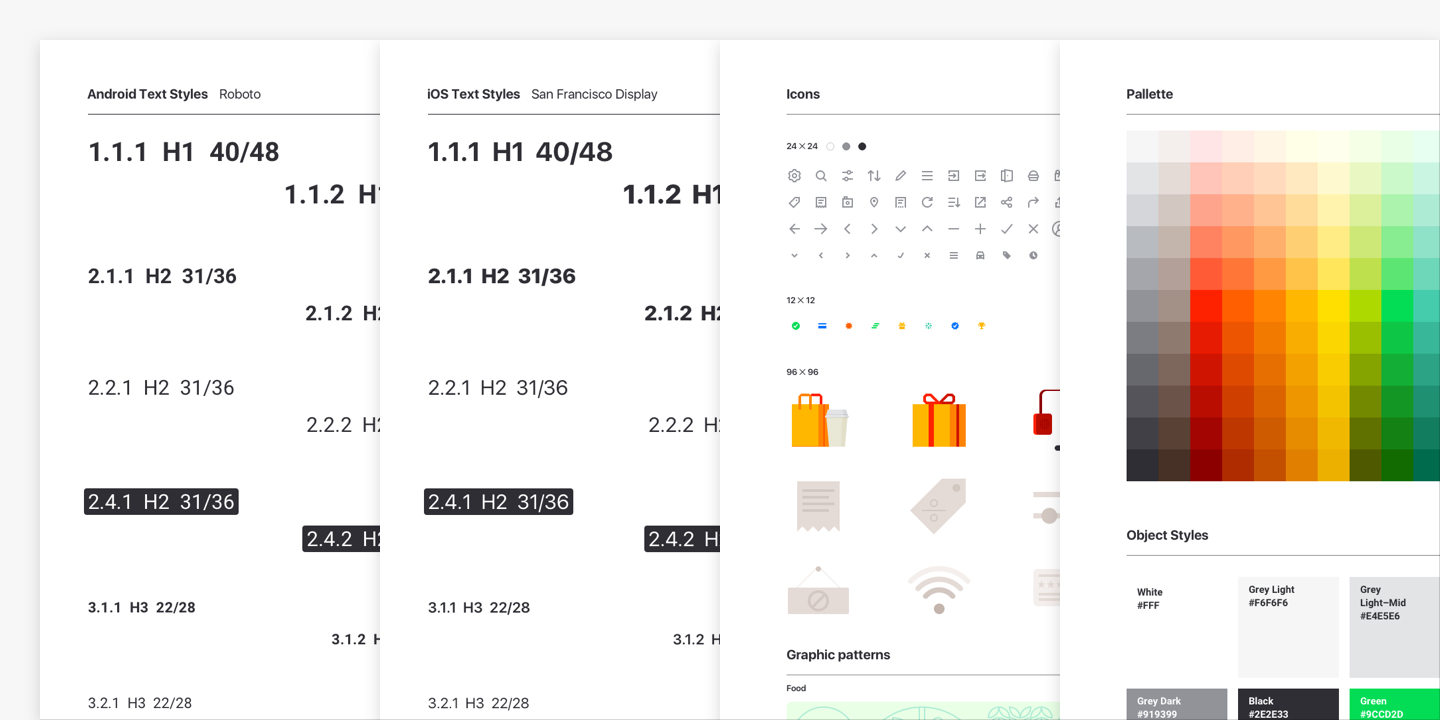 Android Text Styles Roboto
1.1.1 H1 40/48
1.1.2 H1
2.1.1 H2 31/36
2.1.2 H2
2.2.1 H2 31/36
2.2.2 H2
2.4.1 H2 31/36
2.4.2 H2
3.1.1 H3 22/28
3.1.2 H
3.2.1 H3 22/28
iOS Text Styles San Francisco Display
1.1.1 H1 40/48
1.1.2 H1
2.1.1 H2 31/36
2.1.2 H2
2.2.1 H2 31/36
2.2.2 H2
2.4.1 H2 31/36
2.4.2 H
3.1.1 H3 22/28
3.1.2 H
3.2.1 H3 22/28
Icons
24×24
12×12
96×96
Graphic patterns
Food
Pallette
Object Styles
White
#FFF
Grey Light
#F6F6F6
Grey
Light–Mid
#E4E5E6
Grey Dark
#919399
Black
#2E2E33
Green
#9CCD2D